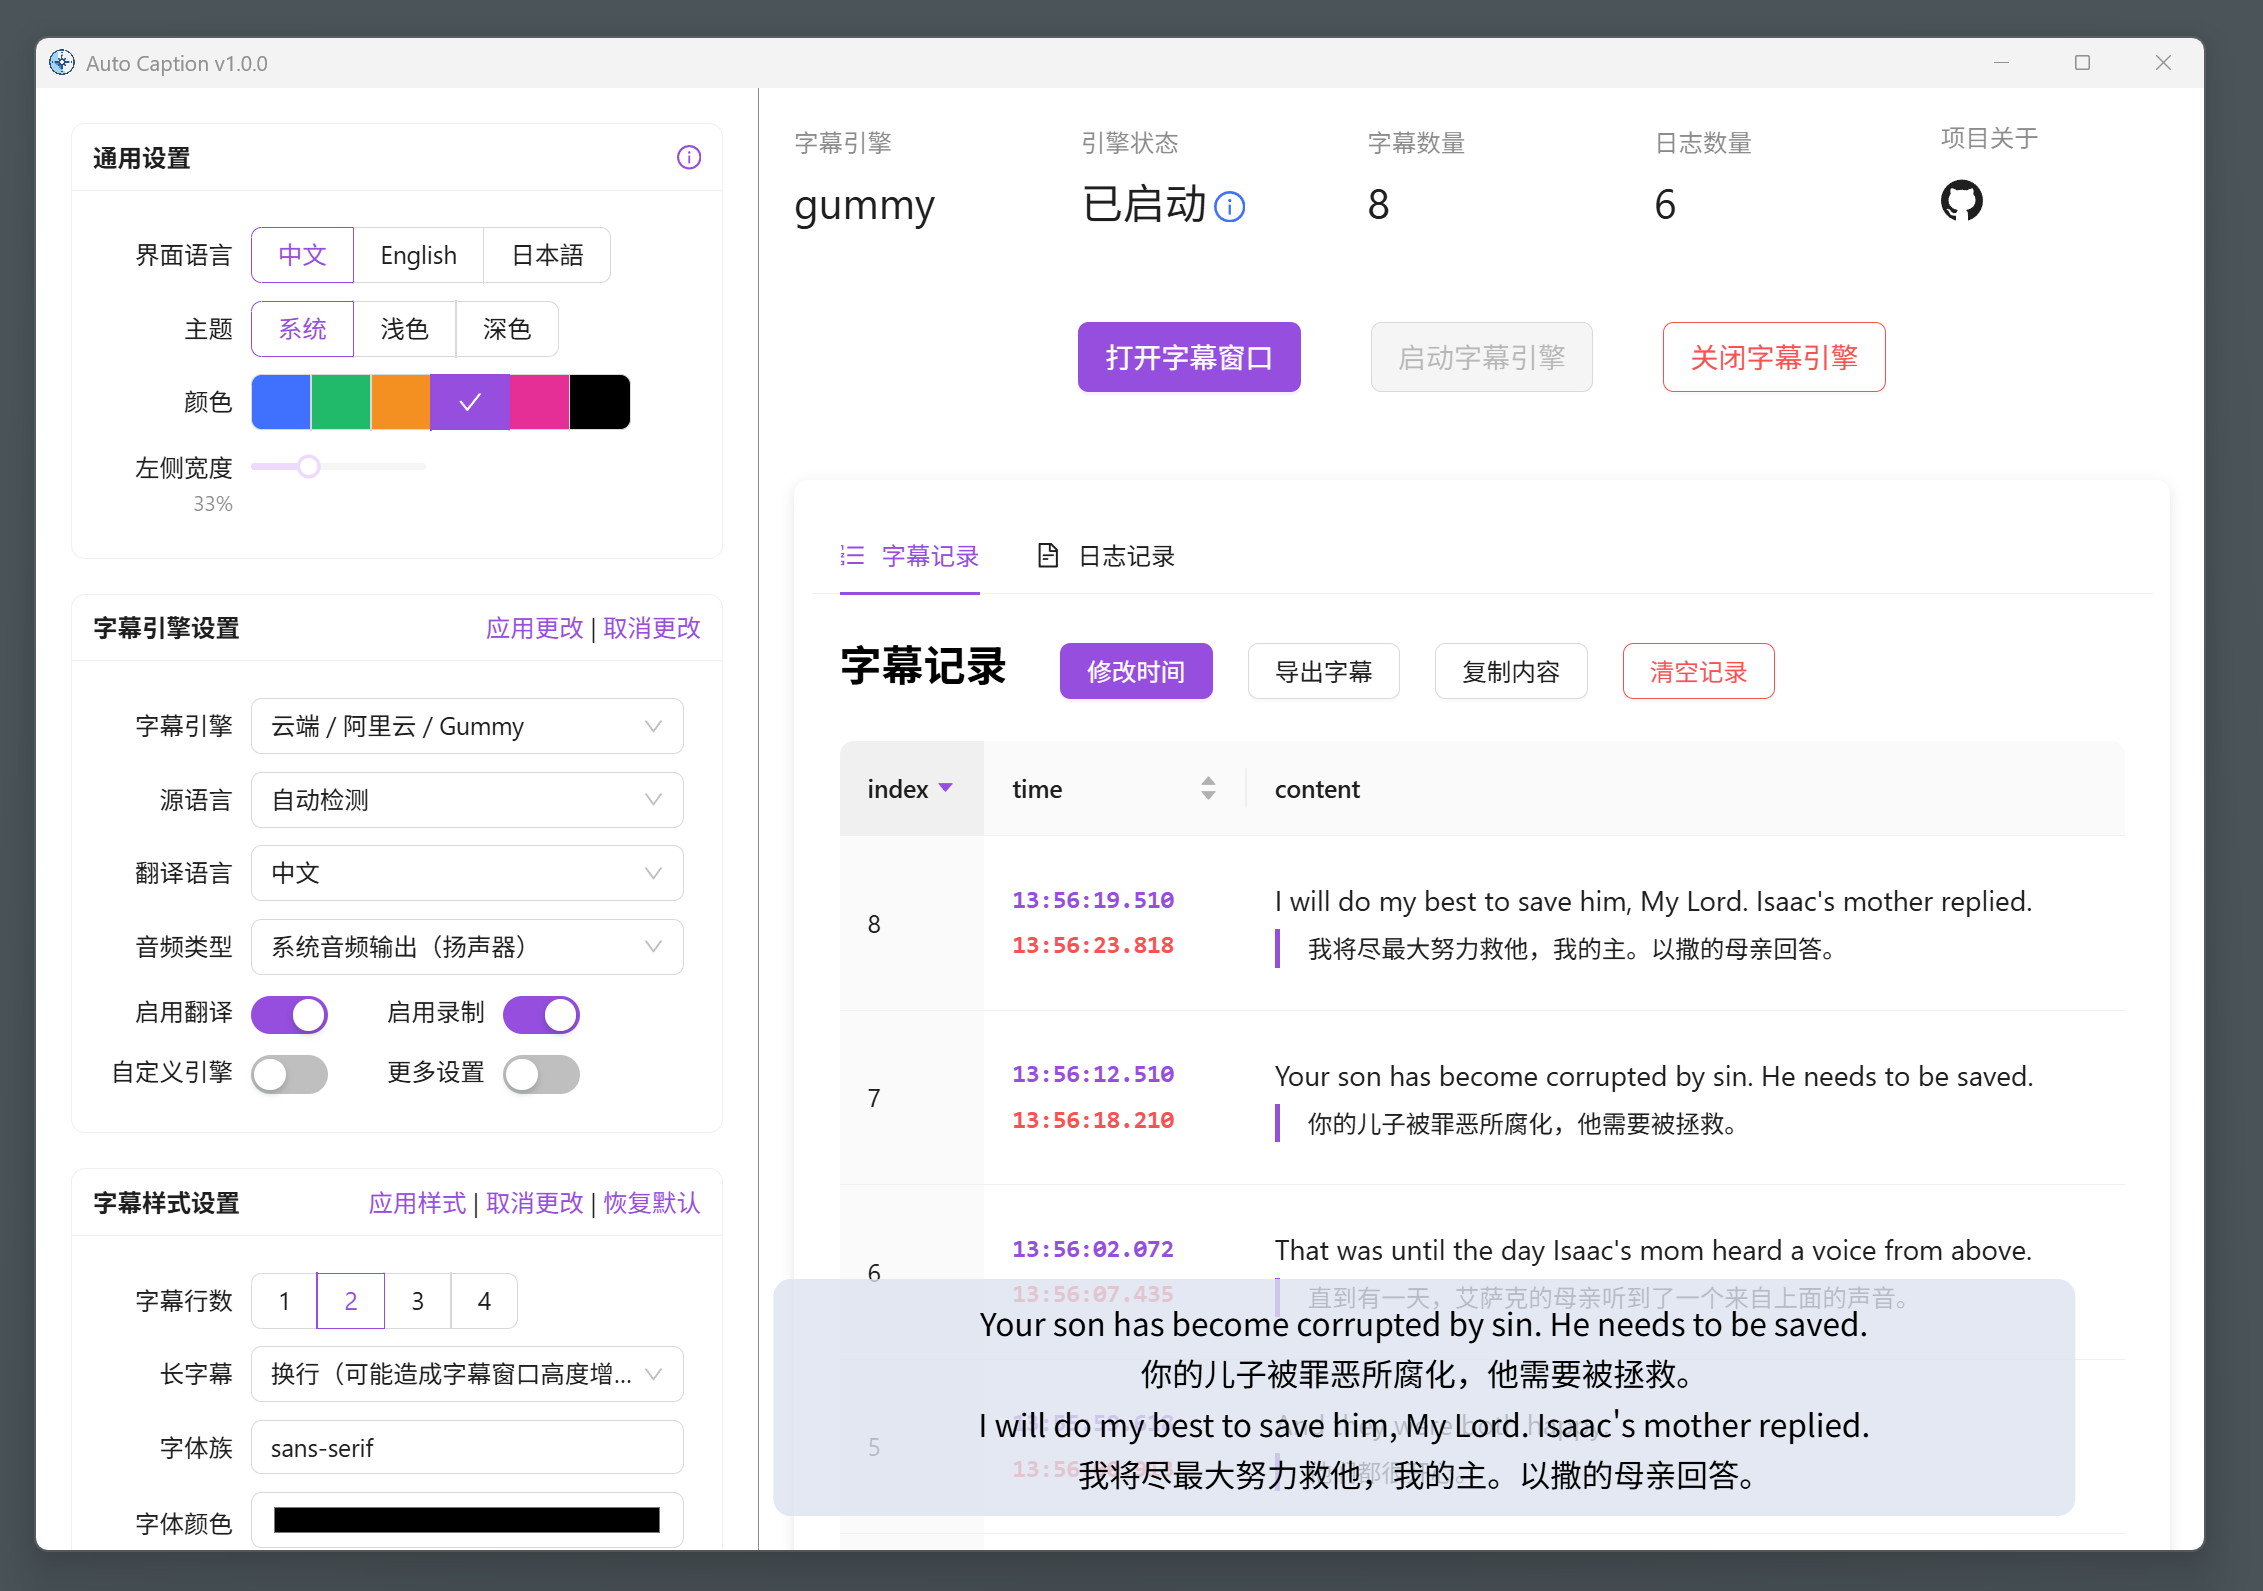 Auto Caption v1.0.0
通用设置
界面语言 中文 English 日本語
主题 系统 浅色 深色
颜色
左侧宽度
33%
字幕引擎设置 应用更改 | 取消更改
字幕引擎 云端 / 阿里云 / Gummy
源语言 自动检测
翻译语言 中文
音频类型 系统音频输出（扬声器）
启用翻译 启用录制
自定义引擎 更多设置
字幕样式设置 应用样式 | 取消更改 | 恢复默认
字幕行数 1 2 3 4
长字幕 换行（可能造成字幕窗口高度增...
字体族 sans-serif
字体颜色
字幕引擎 引擎状态 字幕数量 日志数量 项目关于
gummy 已启动 8 6
打开字幕窗口 启动字幕引擎 关闭字幕引擎
字幕记录 日志记录
字幕记录 修改时间 导出字幕 复制内容 清空记录
index time content
8 13:56:19.510 I will do my best to save him, My Lord. Isaac's mother replied.
13:56:23.818 我将尽最大努力救他，我的主。以撒的母亲回答。
7 13:56:12.510 Your son has become corrupted by sin. He needs to be saved.
13:56:18.210 你的儿子被罪恶所腐化，他需要被拯救。
6 13:56:02.072 That was until the day Isaac's mom heard a voice from above.
13:56:07.435 直到有一天，艾萨克的母亲听到了一个来自上面的声音。
5 And they were both happy.
Your son has become corrupted by sin. He needs to be saved.
你的儿子被罪恶所腐化，他需要被拯救。
I will do my best to save him, My Lord. Isaac's mother replied.
我将尽最大努力救他，我的主。以撒的母亲回答。